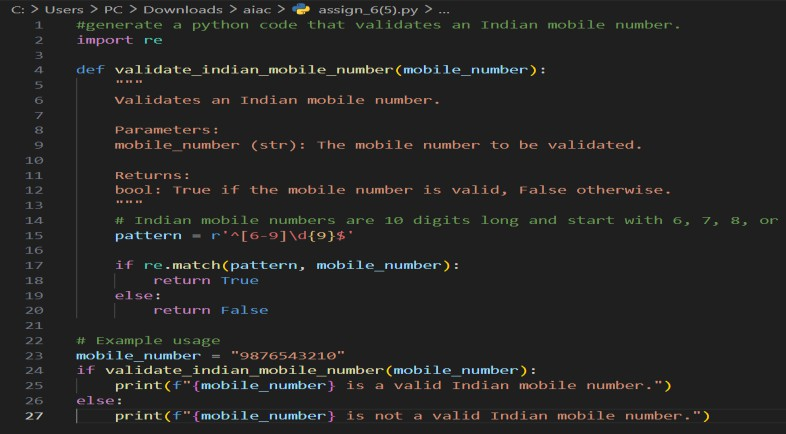 C: > Users > PC > Downloads > aiac > assign_6(5).py > ...
1 #generate a python code that validates an Indian mobile number.
2 import re
3
4 def validate_indian_mobile_number(mobile_number):
5     """
6     Validates an Indian mobile number.
7
8     Parameters:
9     mobile_number (str): The mobile number to be validated.
10
11     Returns:
12     bool: True if the mobile number is valid, False otherwise.
13     """
14     # Indian mobile numbers are 10 digits long and start with 6, 7, 8, or
15     pattern = r'^[6-9]\d{9}$'
16
17     if re.match(pattern, mobile_number):
18         return True
19     else:
20         return False
21
22 # Example usage
23 mobile_number = "9876543210"
24 if validate_indian_mobile_number(mobile_number):
25     print(f"{mobile_number} is a valid Indian mobile number.")
26 else:
27     print(f"{mobile_number} is not a valid Indian mobile number.")